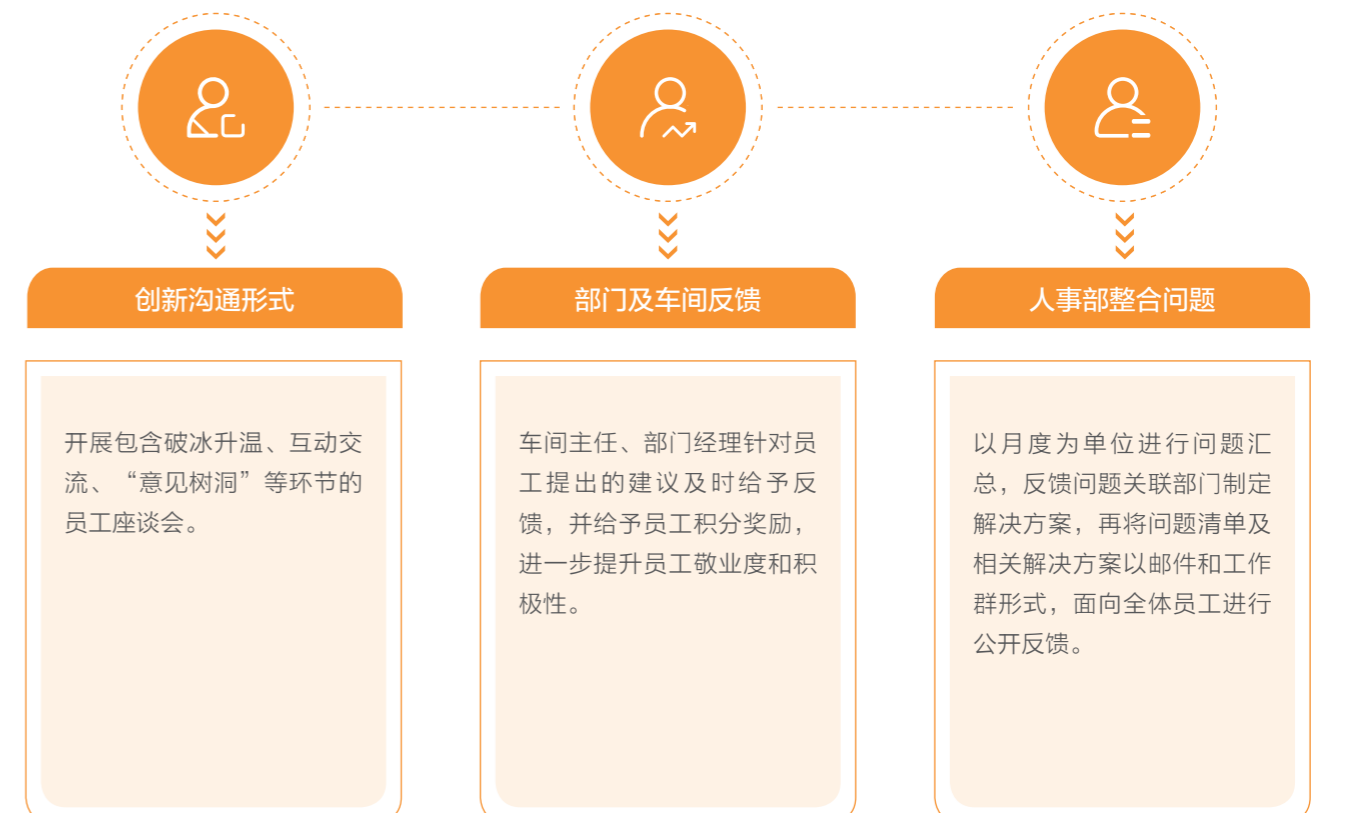 创新沟通形式
开展包含破冰升温、互动交
流、“意见树洞”等环节的
员工座谈会。
部门及车间反馈
车间主任、部门经理针对员
工提出的建议及时给予反
馈，并给予员工积分奖励，
进一步提升员工敬业度和积
极性。
人事部整合问题
以月度为单位进行问题汇
总，反馈问题关联部门制定
解决方案，再将问题清单及
相关解决方案以邮件和工作
群形式，面向全体员工进行
公开反馈。